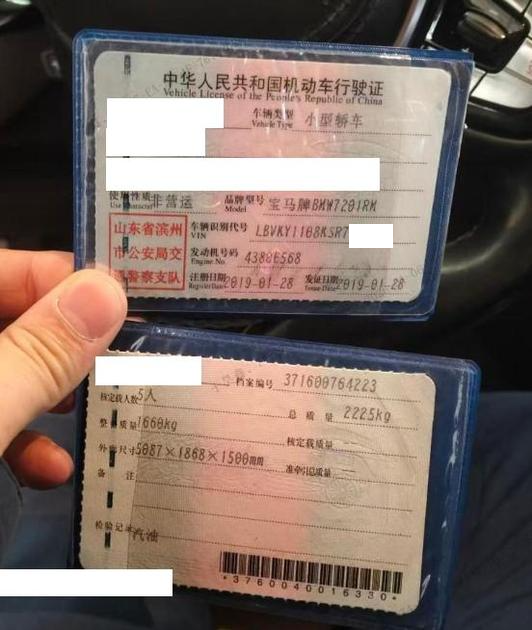 中华人民共和国机动车行驶证
Vehicle License of the People's Republic of China
车辆类型 小型轿车
Vehicle Type
使用性质 非营运 品牌型号 宝马牌BMW7201RM
Use Character Model
山东省滨州 车辆识别代号 LBVKY1108KSR7
VIN
市公安局交 发动机号码 43886568
Engine No.
通警察支队 注册日期 2019-01-28 发证日期 2019-01-28
Register Date Issue Date
档案编号 371600764223
核定载人数 5人 总质量 2225kg
整备质量 1660kg 核定载质量 --
外廓尺寸 5087×1868×1500mm 准牵引总质量 --
备注
检验记录 汽油
*3760040016330*